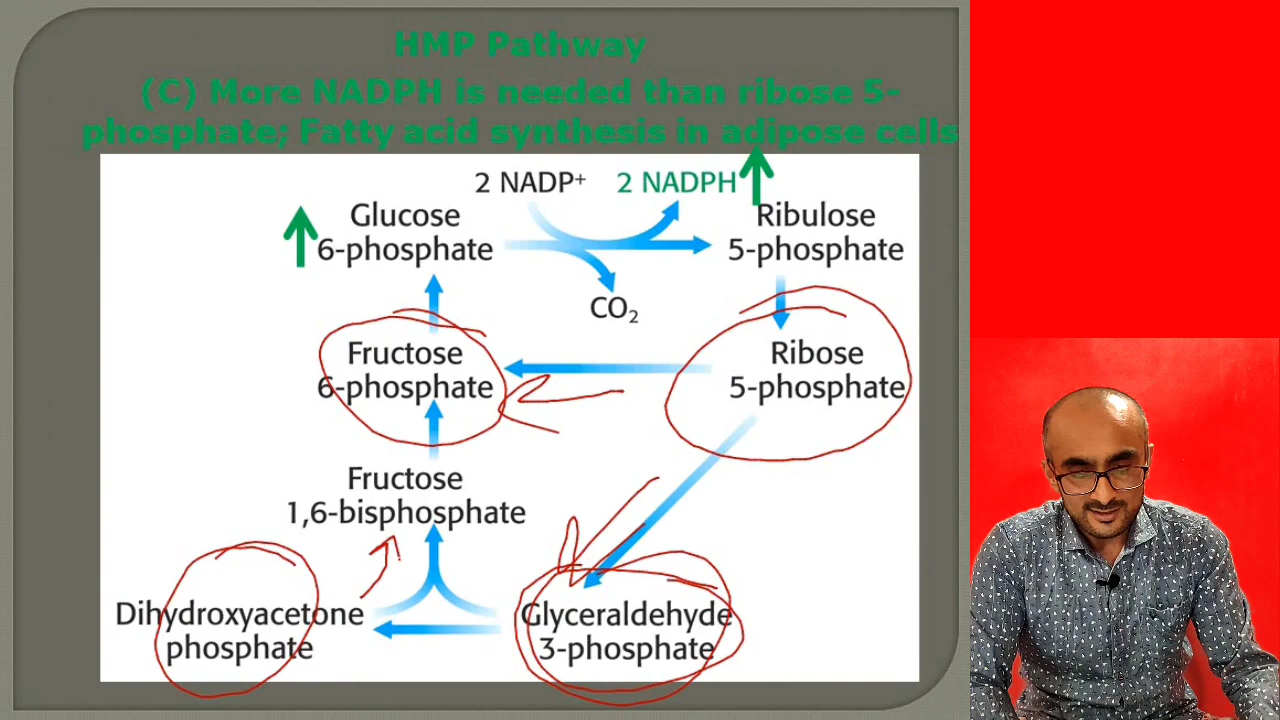 HMP Pathway
(C) More NADPH is needed than ribose 5-
phosphate; Fatty acid synthesis in adipose cells
2 NADP⁺ 2 NADPH
Glucose
6-phosphate
Ribulose
5-phosphate
CO₂
Fructose
6-phosphate
Ribose
5-phosphate
Fructose
1,6-bisphosphate
Dihydroxyacetone
phosphate
Glyceraldehyde
3-phosphate